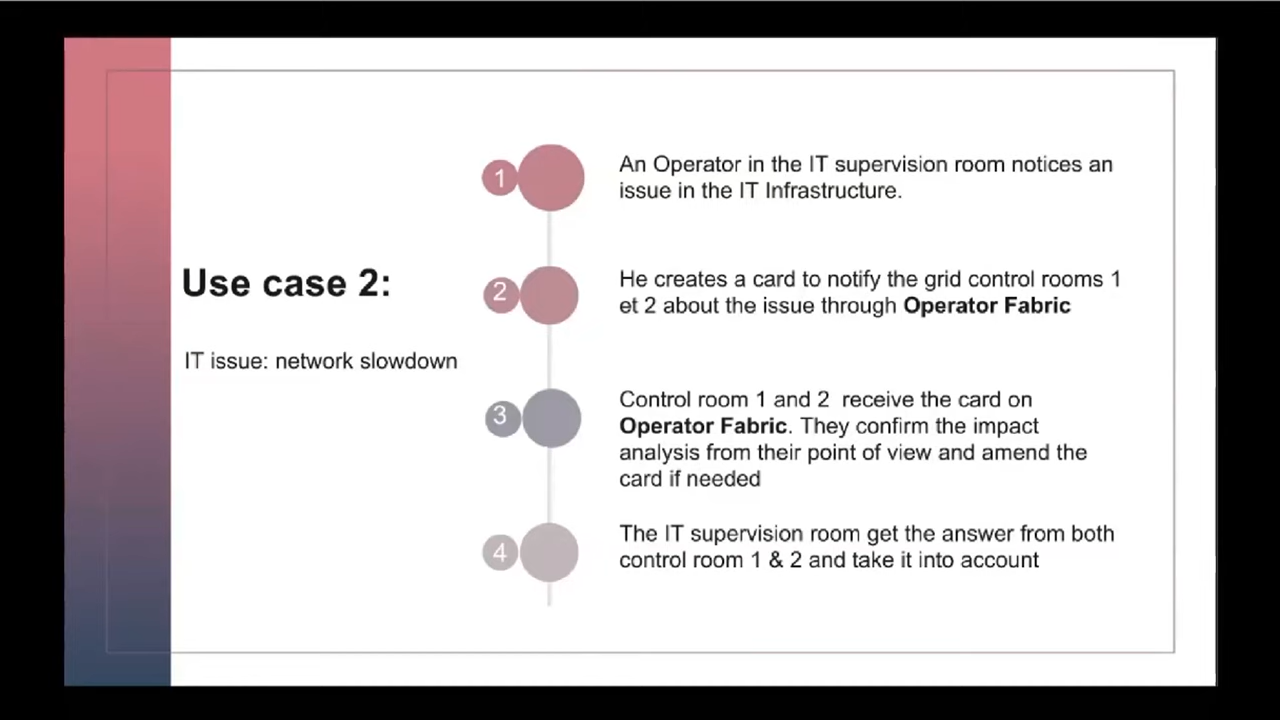 Use case 2:
IT issue: network slowdown
1
An Operator in the IT supervision room notices an
issue in the IT Infrastructure.
2
He creates a card to notify the grid control rooms 1
et 2 about the issue through Operator Fabric
3
Control room 1 and 2  receive the card on
Operator Fabric. They confirm the impact
analysis from their point of view and amend the
card if needed
4
The IT supervision room get the answer from both
control room 1 & 2 and take it into account